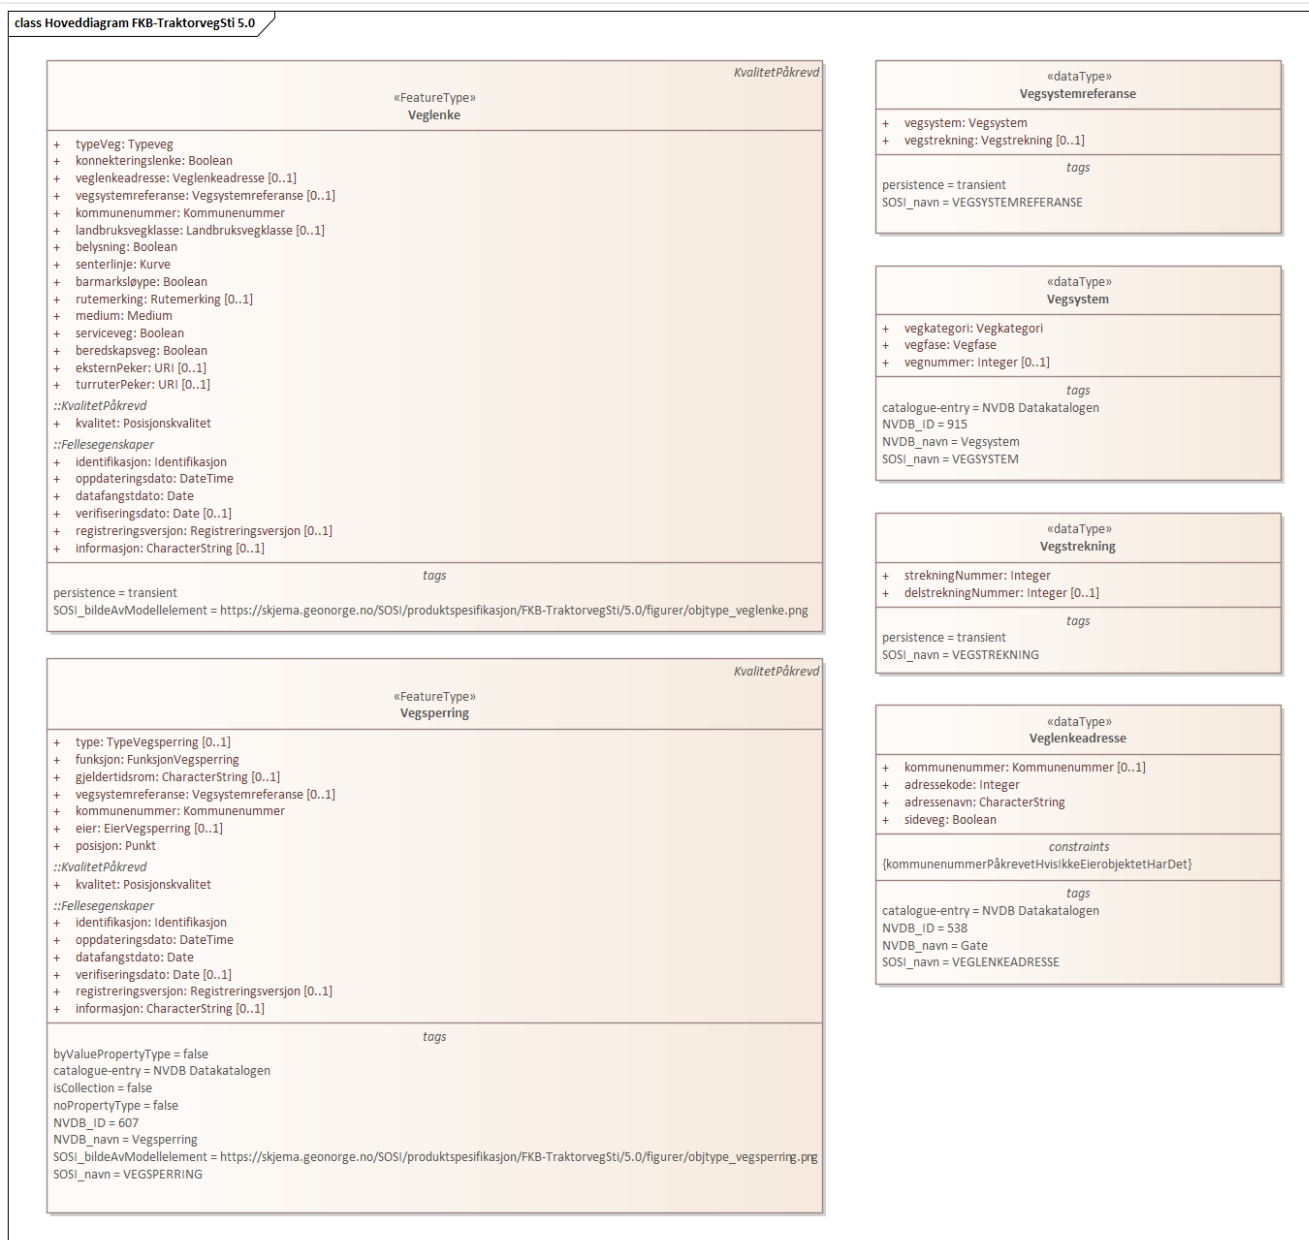 class Hoveddiagram FKB-TraktorvegSti 5.0
KvalitetPåkrevd
«FeatureType»
Veglenke
+ typeVeg: Typeveg
+ konnekteringslenke: Boolean
+ veglenkeadresse: Veglenkeadresse [0..1]
+ vegsystemreferanse: Vegsystemreferanse [0..1]
+ kommunenummer: Kommunenummer
+ landbruksvegklasse: Landbruksvegklasse [0..1]
+ belysning: Boolean
+ senterlinje: Kurve
+ barmarksløype: Boolean
+ rutemerking: Rutemerking [0..1]
+ medium: Medium
+ serviceveg: Boolean
+ beredskapsveg: Boolean
+ eksternPeker: URI [0..1]
+ turruterPeker: URI [0..1]
::KvalitetPåkrevd
+ kvalitet: Posisjonskvalitet
::Fellesegenskaper
+ identifikasjon: Identifikasjon
+ oppdateringsdato: DateTime
+ datafangstdato: Date
+ verifiseringsdato: Date [0..1]
+ registreringsversjon: Registreringsversjon [0..1]
+ informasjon: CharacterString [0..1]
tags
persistence = transient
SOSI_bildeAvModellelement = https://skjema.geonorge.no/SOSI/produktspesifikasjon/FKB-TraktorvegSti/5.0/figurer/objtype_veglenke.png
KvalitetPåkrevd
«FeatureType»
Vegsperring
+ type: TypeVegsperring [0..1]
+ funksjon: FunksjonVegsperring
+ gjeldertidsrom: CharacterString [0..1]
+ vegsystemreferanse: Vegsystemreferanse [0..1]
+ kommunenummer: Kommunenummer
+ eier: EierVegsperring [0..1]
+ posisjon: Punkt
::KvalitetPåkrevd
+ kvalitet: Posisjonskvalitet
::Fellesegenskaper
+ identifikasjon: Identifikasjon
+ oppdateringsdato: DateTime
+ datafangstdato: Date
+ verifiseringsdato: Date [0..1]
+ registreringsversjon: Registreringsversjon [0..1]
+ informasjon: CharacterString [0..1]
tags
byValuePropertyType = false
catalogue-entry = NVDB Datakatalogen
isCollection = false
noPropertyType = false
NVDB_ID = 607
NVDB_navn = Vegsperring
SOSI_bildeAvModellelement = https://skjema.geonorge.no/SOSI/produktspesifikasjon/FKB-TraktorvegSti/5.0/figurer/objtype_vegsperring.png
SOSI_navn = VEGSPERRING
«dataType»
Vegsystemreferanse
+ vegsystem: Vegsystem
+ vegstrekning: Vegstrekning [0..1]
tags
persistence = transient
SOSI_navn = VEGSYSTEMREFERANSE
«dataType»
Vegsystem
+ vegkategori: Vegkategori
+ vegfase: Vegfase
+ vegnummer: Integer [0..1]
tags
catalogue-entry = NVDB Datakatalogen
NVDB_ID = 915
NVDB_navn = Vegsystem
SOSI_navn = VEGSYSTEM
«dataType»
Vegstrekning
+ strekningNummer: Integer
+ delstrekningNummer: Integer [0..1]
tags
persistence = transient
SOSI_navn = VEGSTREKNING
«dataType»
Veglenkeadresse
+ kommunenummer: Kommunenummer [0..1]
+ adressekode: Integer
+ adressenavn: CharacterString
+ sideveg: Boolean
constraints
{kommunenummerPåkrevetHvisIkkeEierobjektetHarDet}
tags
catalogue-entry = NVDB Datakatalogen
NVDB_ID = 538
NVDB_navn = Gate
SOSI_navn = VEGLENKEADRESSE